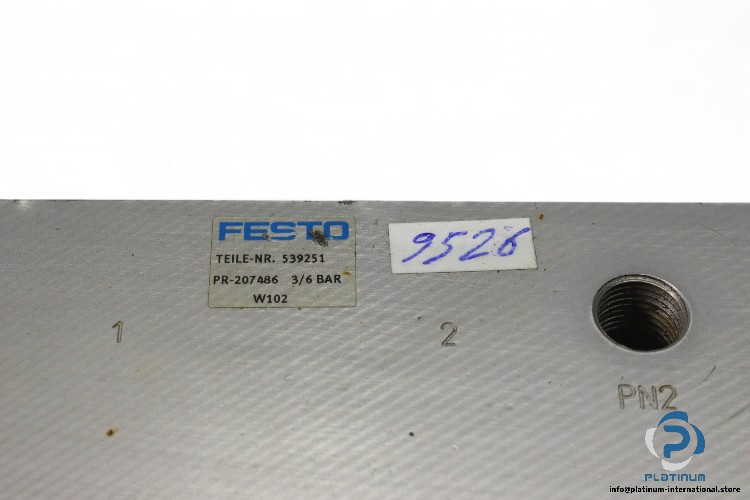 FESTO
TEILE-NR. 539251
PR-207486 3/6 BAR
W102
9526
1
2
PN2
PLATINUM
info@platinum-international.store